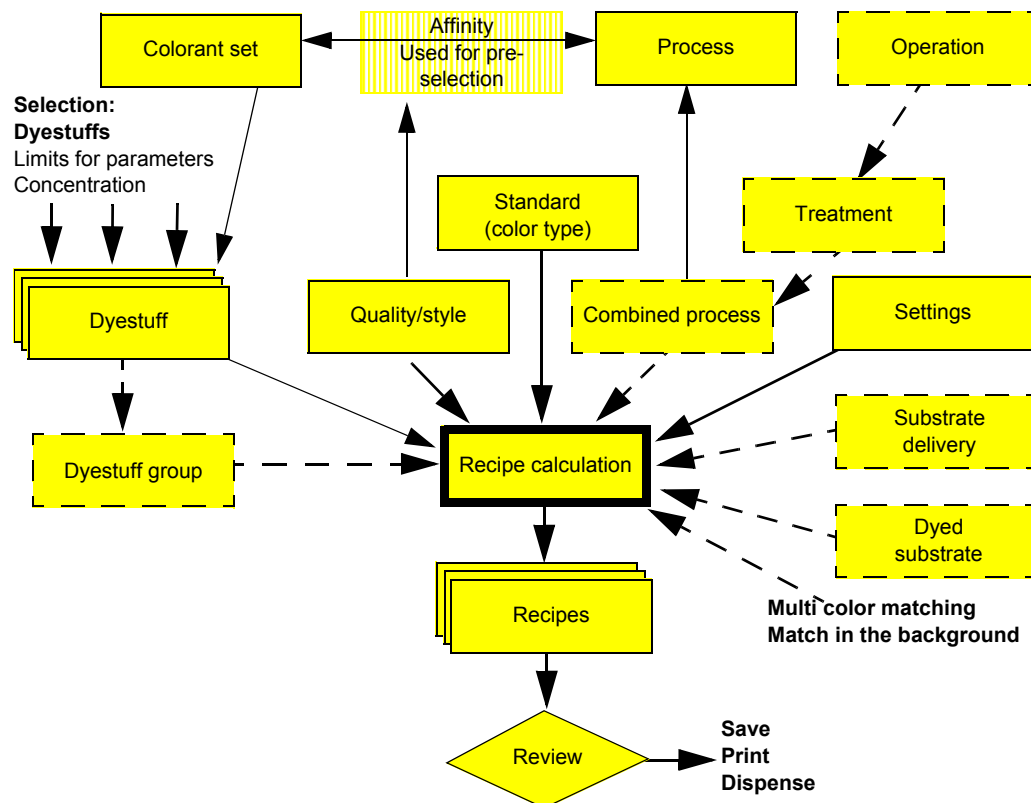 Colorant set
Affinity
Used for pre-
selection
Process
Operation
Selection:
Dyestuffs
Limits for parameters
Concentration
Standard
(color type)
Treatment
Dyestuff
Quality/style
Combined process
Settings
Dyestuff group
Recipe calculation
Substrate
delivery
Dyed
substrate
Recipes
Multi color matching
Match in the background
Review
Save
Print
Dispense